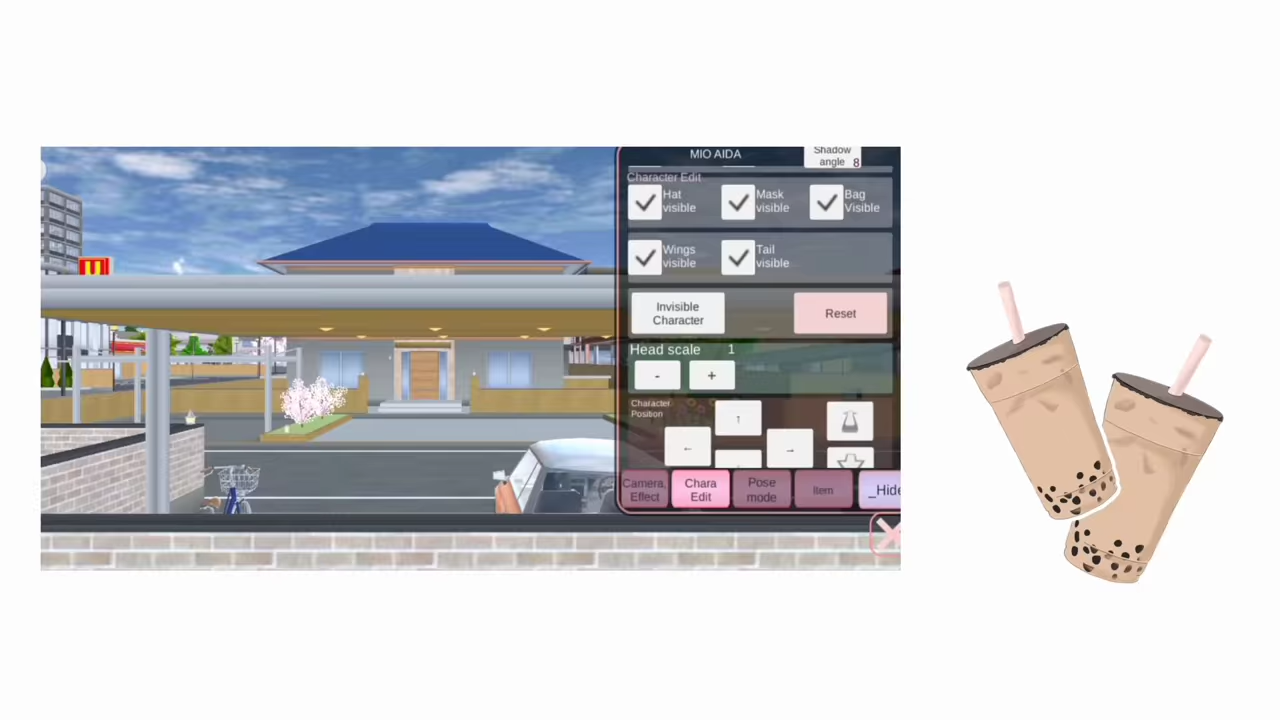 MIO AIDA
Shadow
angle 8
Character Edit
Hat
visible
Mask
visible
Bag
Visible
Wings
visible
Tail
visible
Invisible
Character
Reset
Head scale 1
-
+
Character
Position
↑
←
→
Camera,
Effect
Chara
Edit
Pose
mode
Item
_Hide